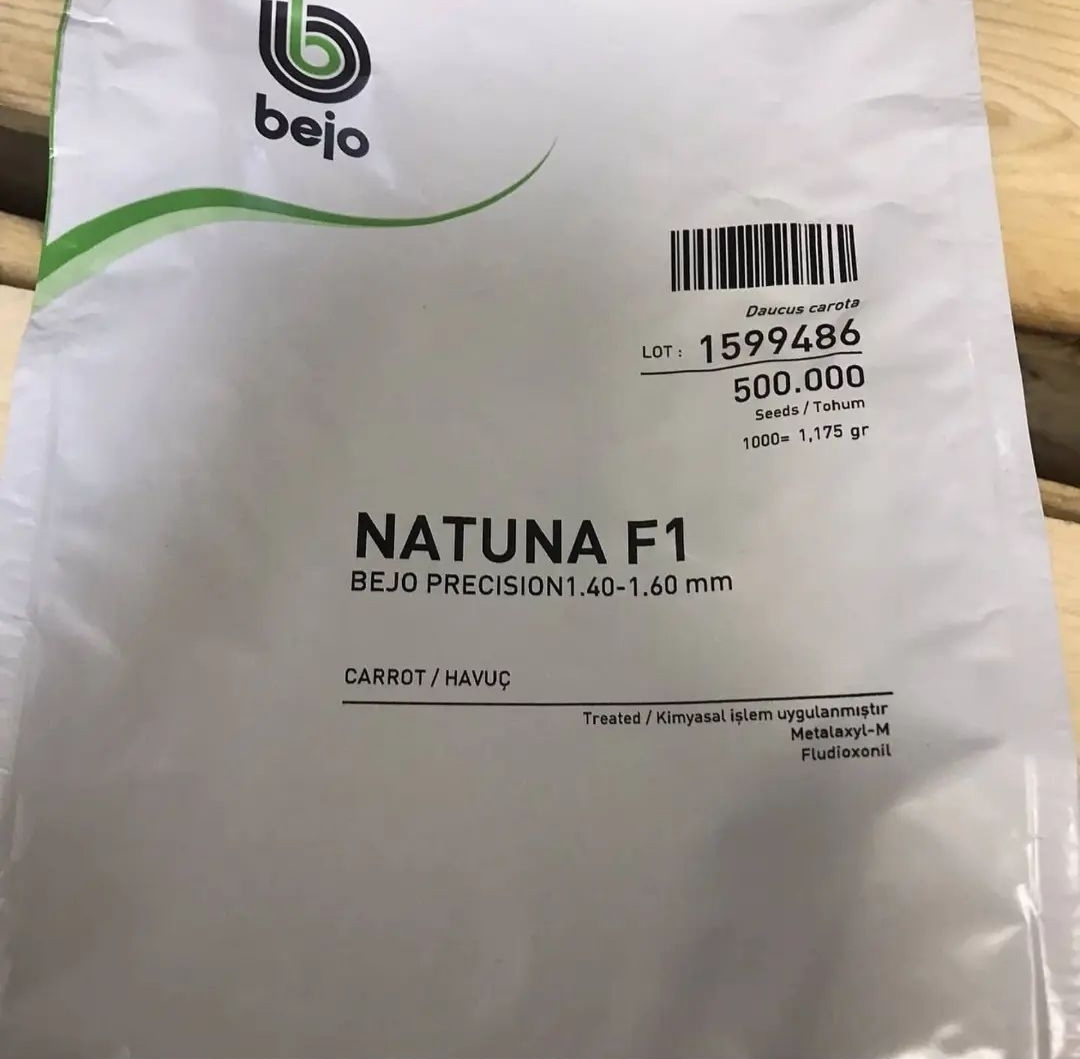 bejo
Daucus carota
LOT : 1599486
500.000
Seeds / Tohum
1000= 1,175 gr
NATUNA F1
BEJO PRECISION1.40-1.60 mm
CARROT / HAVUÇ
Treated / Kimyasal işlem uygulanmıştır
Metalaxyl-M
Fludioxonil